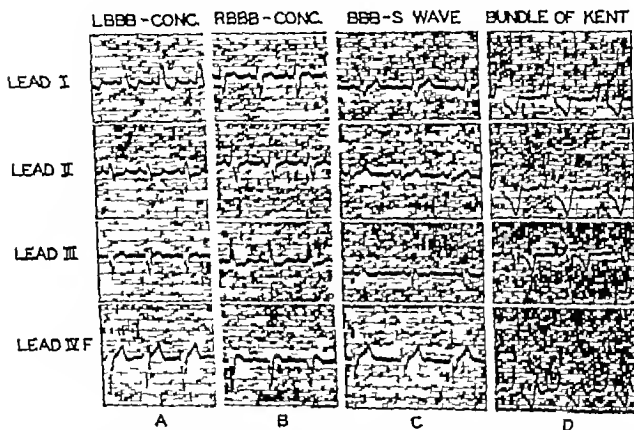 LBBB-CONC. RBBB-CONC. BBB-S WAVE BUNDLE OF KENT
LEAD I
LEAD II
LEAD III
LEAD IV F
A B C D